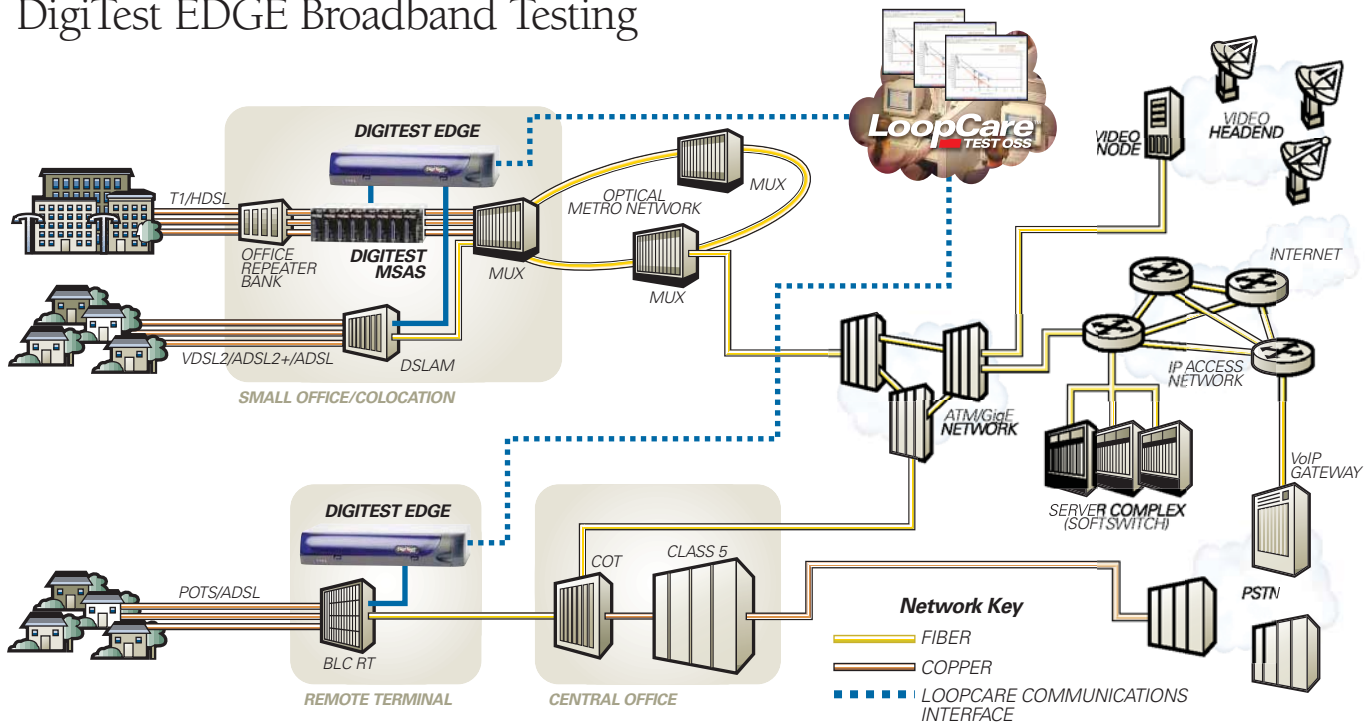 DigiTest EDGE Broadband Testing
DIGITEST EDGE
LoopCare
TEST OSS
VIDEO
NODE
VIDEO
HEADEND
T1/HDSL
OPTICAL
METRO NETWORK
MUX
OFFICE
REPEATER
BANK
DIGITEST
MSAS
MUX
MUX
INTERNET
VDSL2/ADSL2+/ADSL
DSLAM
IP ACCESS
NETWORK
SMALL OFFICE/COLOCATION
ATM/GigE
NETWORK
VoIP
GATEWAY
SERVER COMPLEX
(SOFTSWITCH)
DIGITEST EDGE
COT
CLASS 5
POTS/ADSL
BLC RT
PSTN
REMOTE TERMINAL
CENTRAL OFFICE
Network Key
FIBER
COPPER
LOOPCARE COMMUNICATIONS
INTERFACE